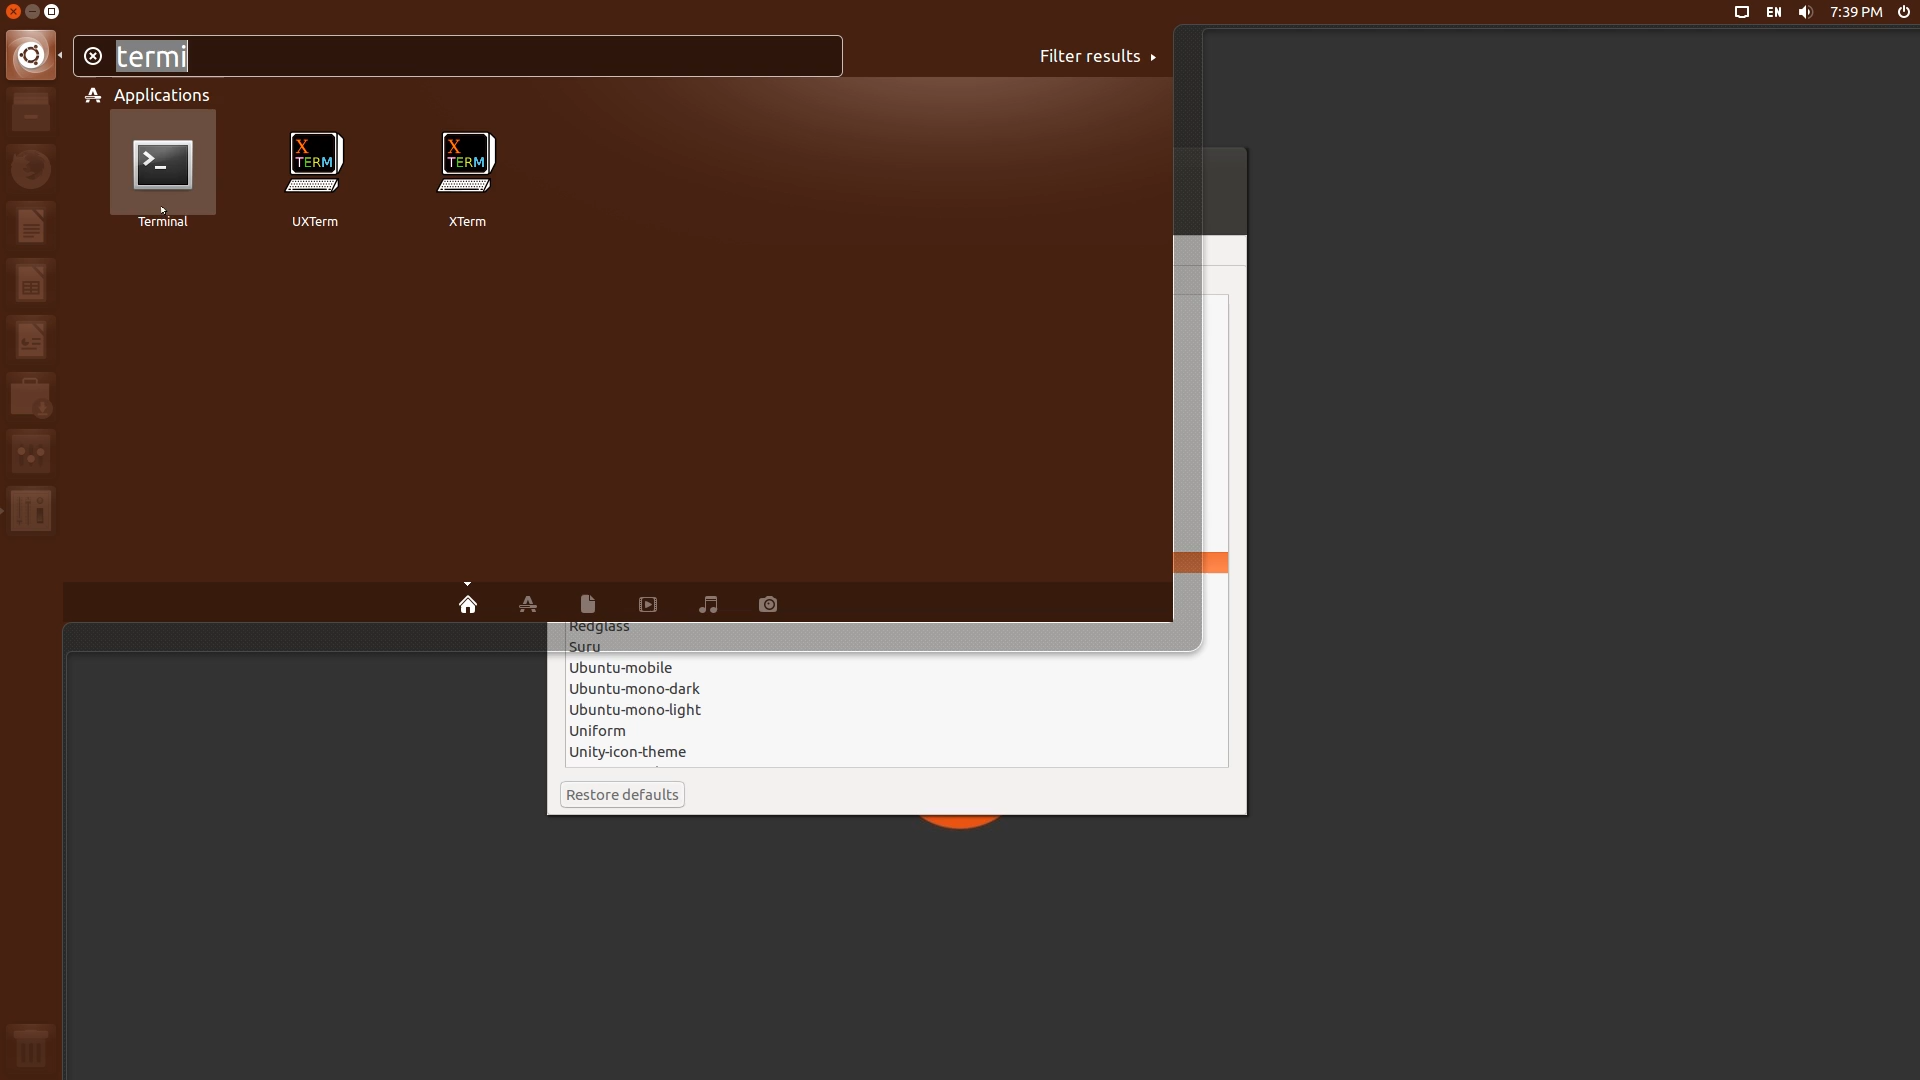 EN 7:39 PM
termi
Filter results
Applications
X TERM
X TERM
Terminal UXTerm XTerm
Redglass
Suru
Ubuntu-mobile
Ubuntu-mono-dark
Ubuntu-mono-light
Uniform
Unity-icon-theme
Restore defaults